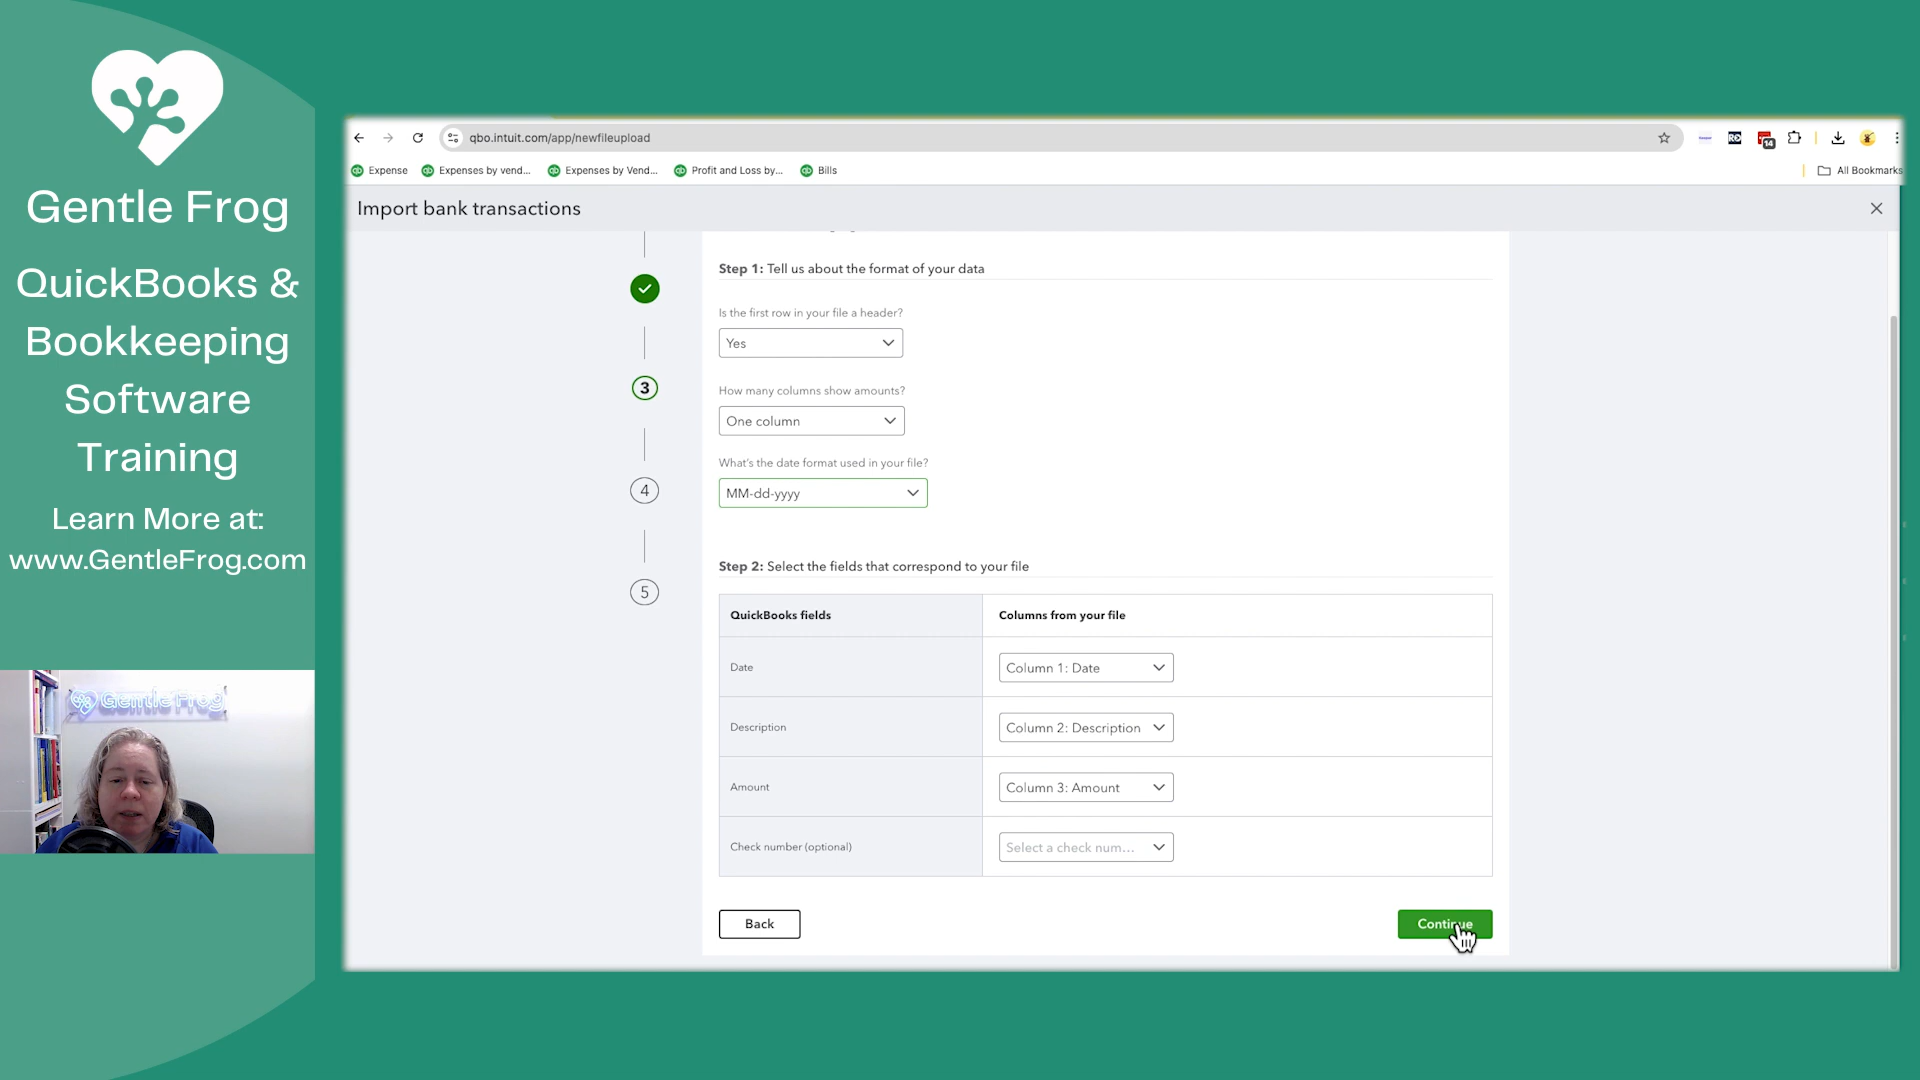 Gentle Frog
QuickBooks &
Bookkeeping
Software
Training
Learn More at:
www.GentleFrog.com
Gentle Frog
qbo.intuit.com/app/newfileupload
14
Expense
Expenses by vend...
Expenses by Vend...
Profit and Loss by...
Bills
All Bookmarks
Import bank transactions
Step 1: Tell us about the format of your data
Is the first row in your file a header?
Yes
3
How many columns show amounts?
One column
What's the date format used in your file?
MM-dd-yyyy
4
Step 2: Select the fields that correspond to your file
5
QuickBooks fields
Columns from your file
Date
Column 1: Date
Description
Column 2: Description
Amount
Column 3: Amount
Check number (optional)
Select a check num...
Back
Continue